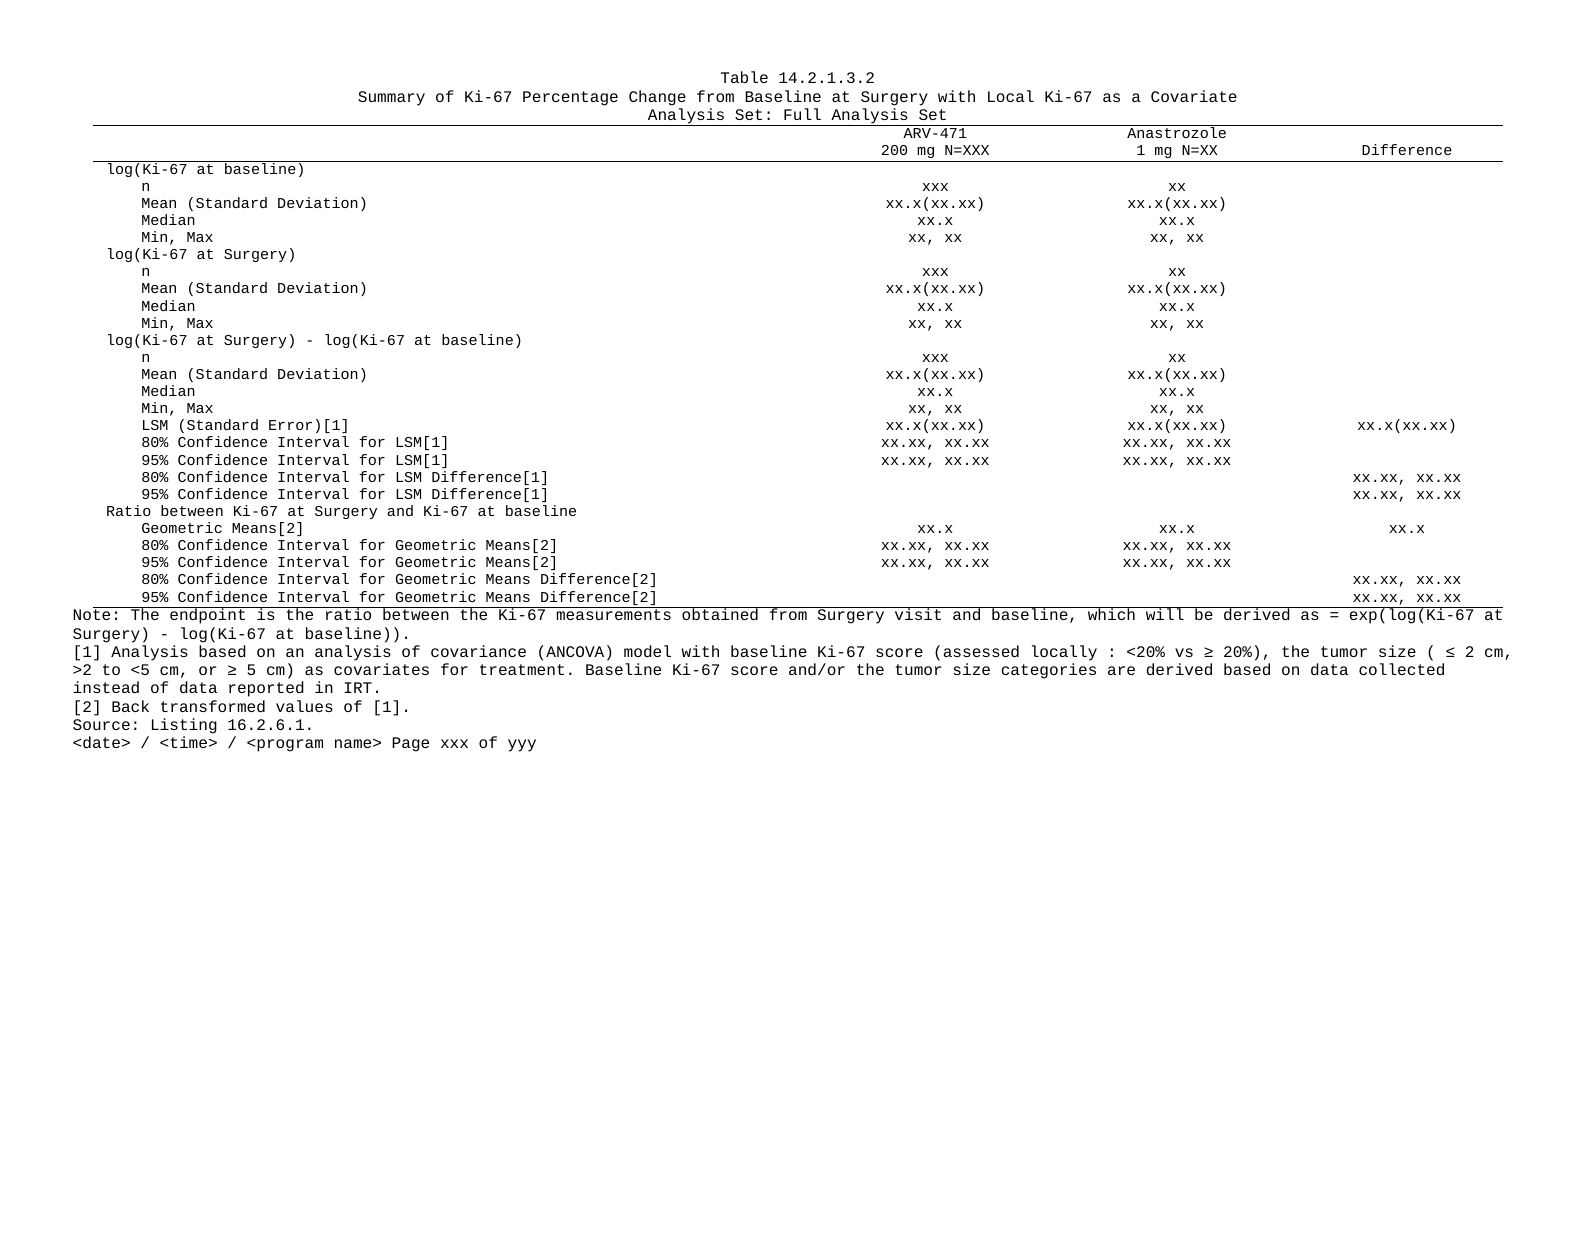 Table 14.2.1.3.2
Summary of Ki-67 Percentage Change from Baseline at Surgery with Local Ki-67 as a Covariate
Analysis Set: Full Analysis Set
ARV-471 Anastrozole
200 mg N=XXX 1 mg N=XX Difference
log(Ki-67 at baseline)
n xxx xx
Mean (Standard Deviation) xx.x(xx.xx) xx.x(xx.xx)
Median xx.x xx.x
Min, Max xx, xx xx, xx
log(Ki-67 at Surgery)
n xxx xx
Mean (Standard Deviation) xx.x(xx.xx) xx.x(xx.xx)
Median xx.x xx.x
Min, Max xx, xx xx, xx
log(Ki-67 at Surgery) - log(Ki-67 at baseline)
n xxx xx
Mean (Standard Deviation) xx.x(xx.xx) xx.x(xx.xx)
Median xx.x xx.x
Min, Max xx, xx xx, xx
LSM (Standard Error)[1] xx.x(xx.xx) xx.x(xx.xx) xx.x(xx.xx)
80% Confidence Interval for LSM[1] xx.xx, xx.xx xx.xx, xx.xx
95% Confidence Interval for LSM[1] xx.xx, xx.xx xx.xx, xx.xx
80% Confidence Interval for LSM Difference[1] xx.xx, xx.xx
95% Confidence Interval for LSM Difference[1] xx.xx, xx.xx
Ratio between Ki-67 at Surgery and Ki-67 at baseline
Geometric Means[2] xx.x xx.x xx.x
80% Confidence Interval for Geometric Means[2] xx.xx, xx.xx xx.xx, xx.xx
95% Confidence Interval for Geometric Means[2] xx.xx, xx.xx xx.xx, xx.xx
80% Confidence Interval for Geometric Means Difference[2] xx.xx, xx.xx
95% Confidence Interval for Geometric Means Difference[2] xx.xx, xx.xx
Note: The endpoint is the ratio between the Ki-67 measurements obtained from Surgery visit and baseline, which will be derived as = exp(log(Ki-67 at
Surgery) - log(Ki-67 at baseline)).
[1] Analysis based on an analysis of covariance (ANCOVA) model with baseline Ki-67 score (assessed locally : <20% vs ≥ 20%), the tumor size ( ≤ 2 cm,
>2 to <5 cm, or ≥ 5 cm) as covariates for treatment. Baseline Ki-67 score and/or the tumor size categories are derived based on data collected
instead of data reported in IRT.
[2] Back transformed values of [1].
Source: Listing 16.2.6.1.
<date> / <time> / <program name> Page xxx of yyy